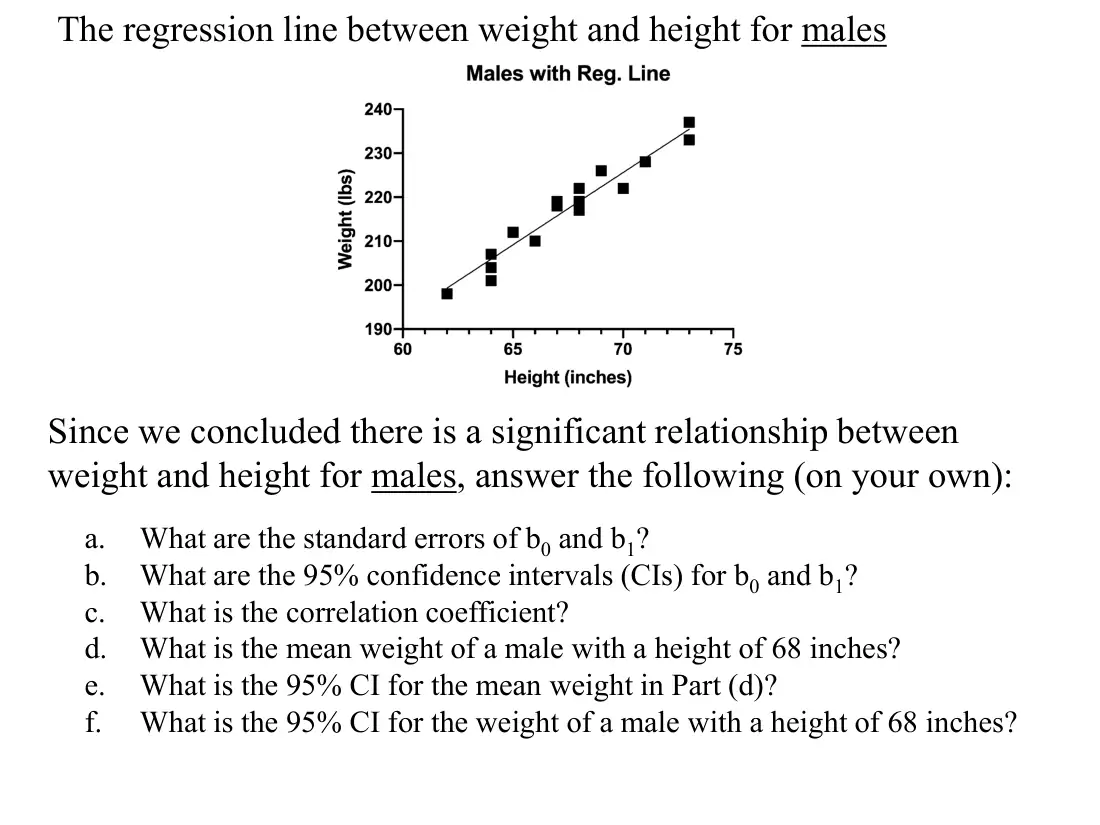 The regression line between weight and height for males
Males with Reg. Line
240
230
220
210
200
190
Weight (lbs)
60 65 70 75
Height (inches)
Since we concluded there is a significant relationship between
weight and height for males, answer the following (on your own):
a. What are the standard errors of b₀ and b₁?
b. What are the 95% confidence intervals (CIs) for b₀ and b₁?
c. What is the correlation coefficient?
d. What is the mean weight of a male with a height of 68 inches?
e. What is the 95% CI for the mean weight in Part (d)?
f. What is the 95% CI for the weight of a male with a height of 68 inches?